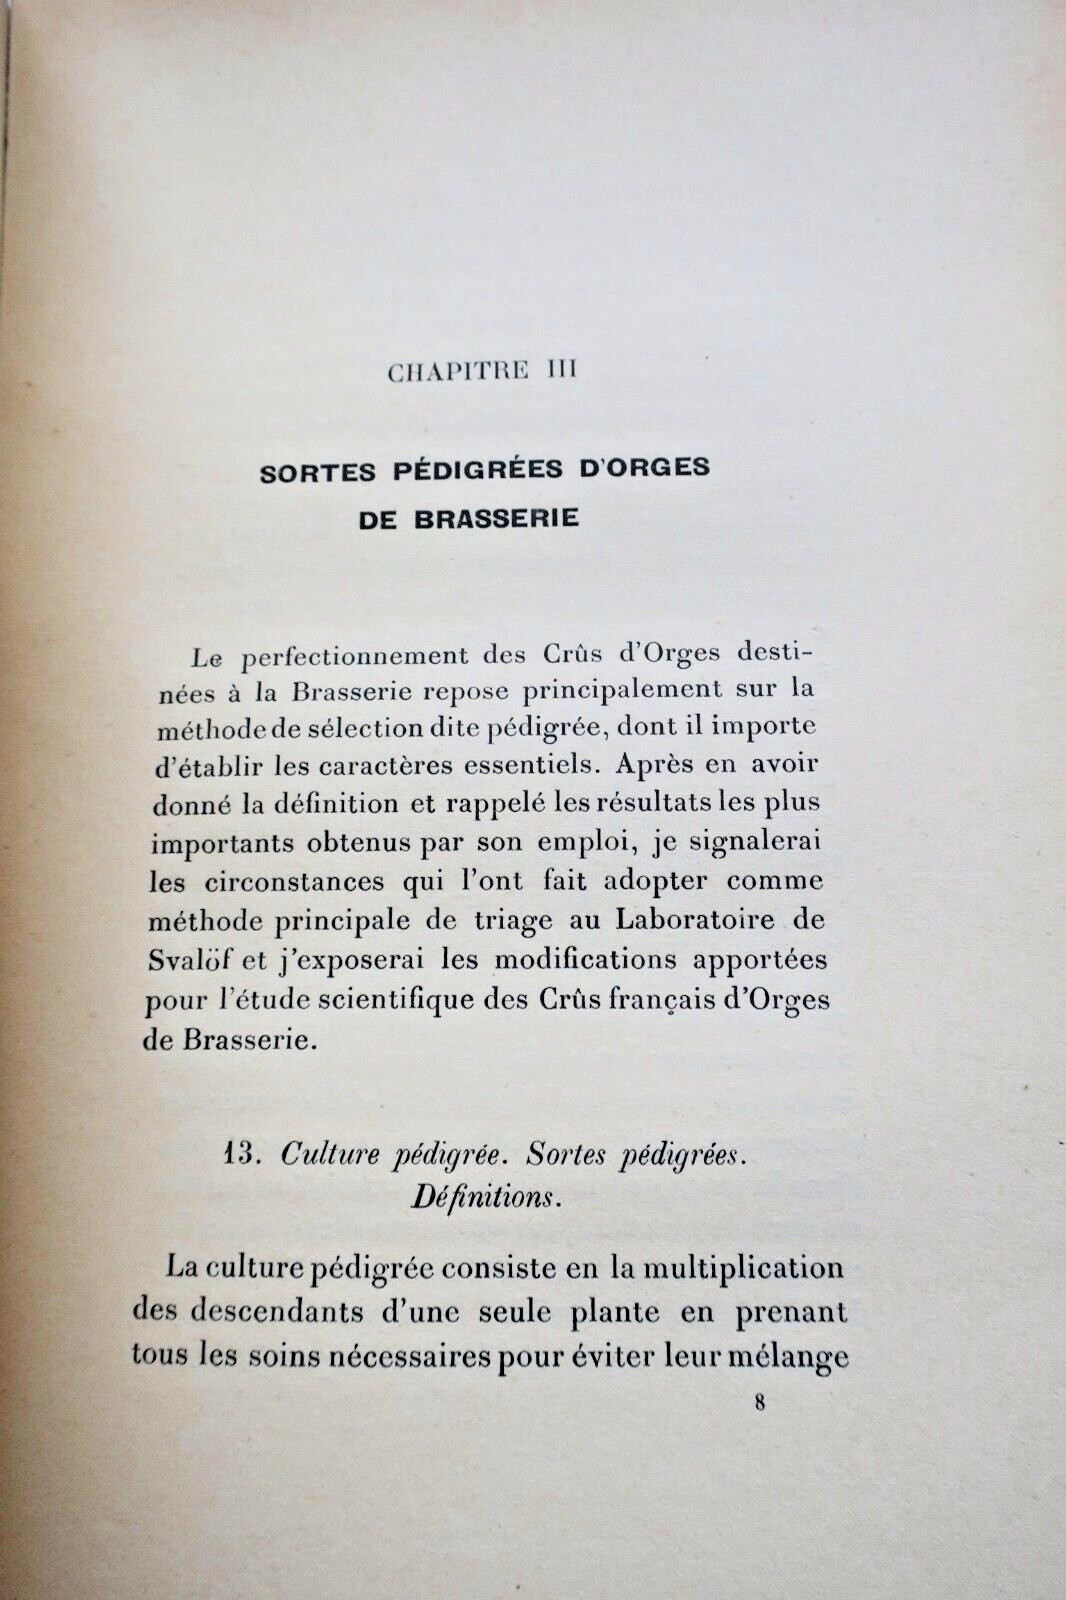 CHAPITRE III
SORTES PÉDIGRÉES D'ORGES
DE BRASSERIE
Le perfectionnement des Crûs d'Orges desti-
nées à la Brasserie repose principalement sur la
méthode de sélection dite pédigrée, dont il importe
d'établir les caractères essentiels. Après en avoir
donné la définition et rappelé les résultats les plus
importants obtenus par son emploi, je signalerai
les circonstances qui l'ont fait adopter comme
méthode principale de triage au Laboratoire de
Svalöf et j'exposerai les modifications apportées
pour l'étude scientifique des Crûs français d'Orges
de Brasserie.
13. Culture pédigrée. Sortes pédigrées.
Définitions.
La culture pédigrée consiste en la multiplication
des descendants d'une seule plante en prenant
tous les soins nécessaires pour éviter leur mélange
8